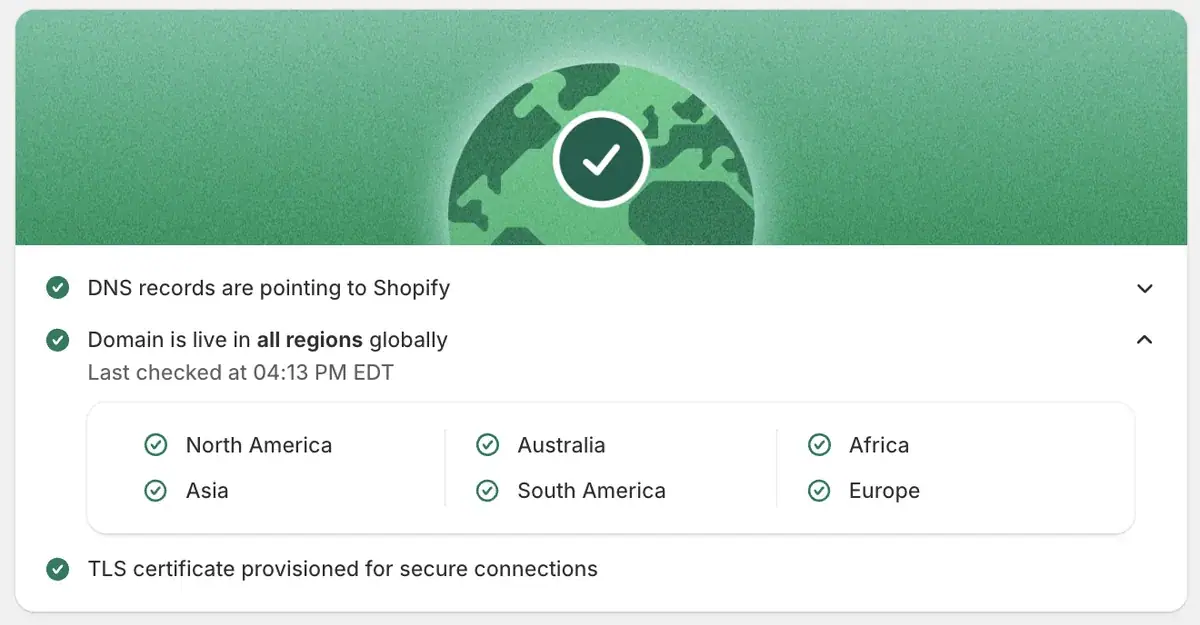 DNS records are pointing to Shopify
Domain is live in all regions globally
Last checked at 04:13 PM EDT
North America
Australia
Africa
Asia
South America
Europe
TLS certificate provisioned for secure connections